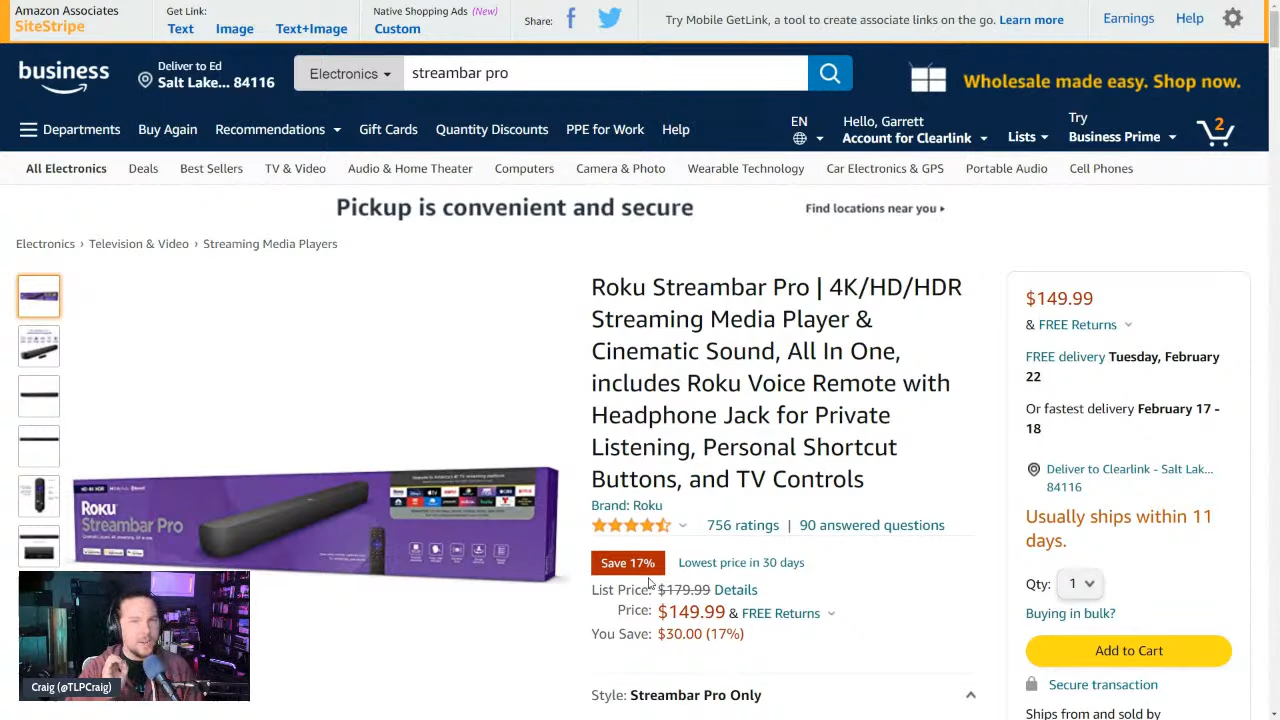 Amazon Associates
SiteStripe
Get Link:
Text
Image
Text+Image
Native Shopping Ads (New)
Custom
Share:
Try Mobile GetLink, a tool to create associate links on the go. Learn more
Earnings
Help
business
Deliver to Ed
Salt Lake... 84116
Electronics
streambar pro
Wholesale made easy. Shop now.
Departments
Buy Again
Recommendations
Gift Cards
Quantity Discounts
PPE for Work
Help
EN
Hello, Garrett
Account for Clearlink
Lists
Try
Business Prime
2
All Electronics
Deals
Best Sellers
TV & Video
Audio & Home Theater
Computers
Camera & Photo
Wearable Technology
Car Electronics & GPS
Portable Audio
Cell Phones
Pickup is convenient and secure
Find locations near you
Electronics › Television & Video › Streaming Media Players
Roku
Streambar Pro
Roku Streambar Pro | 4K/HD/HDR
Streaming Media Player &
Cinematic Sound, All In One,
includes Roku Voice Remote with
Headphone Jack for Private
Listening, Personal Shortcut
Buttons, and TV Controls
Brand: Roku
756 ratings | 90 answered questions
Save 17%
Lowest price in 30 days
List Price: $179.99 Details
Price: $149.99 & FREE Returns
You Save: $30.00 (17%)
Style: Streambar Pro Only
$149.99
& FREE Returns
FREE delivery Tuesday, February
22
Or fastest delivery February 17 -
18
Deliver to Clearlink - Salt Lak...
84116
Usually ships within 11
days.
Qty: 1
Buying in bulk?
Add to Cart
Secure transaction
Ships from and sold by
Craig (@TLPCraig)